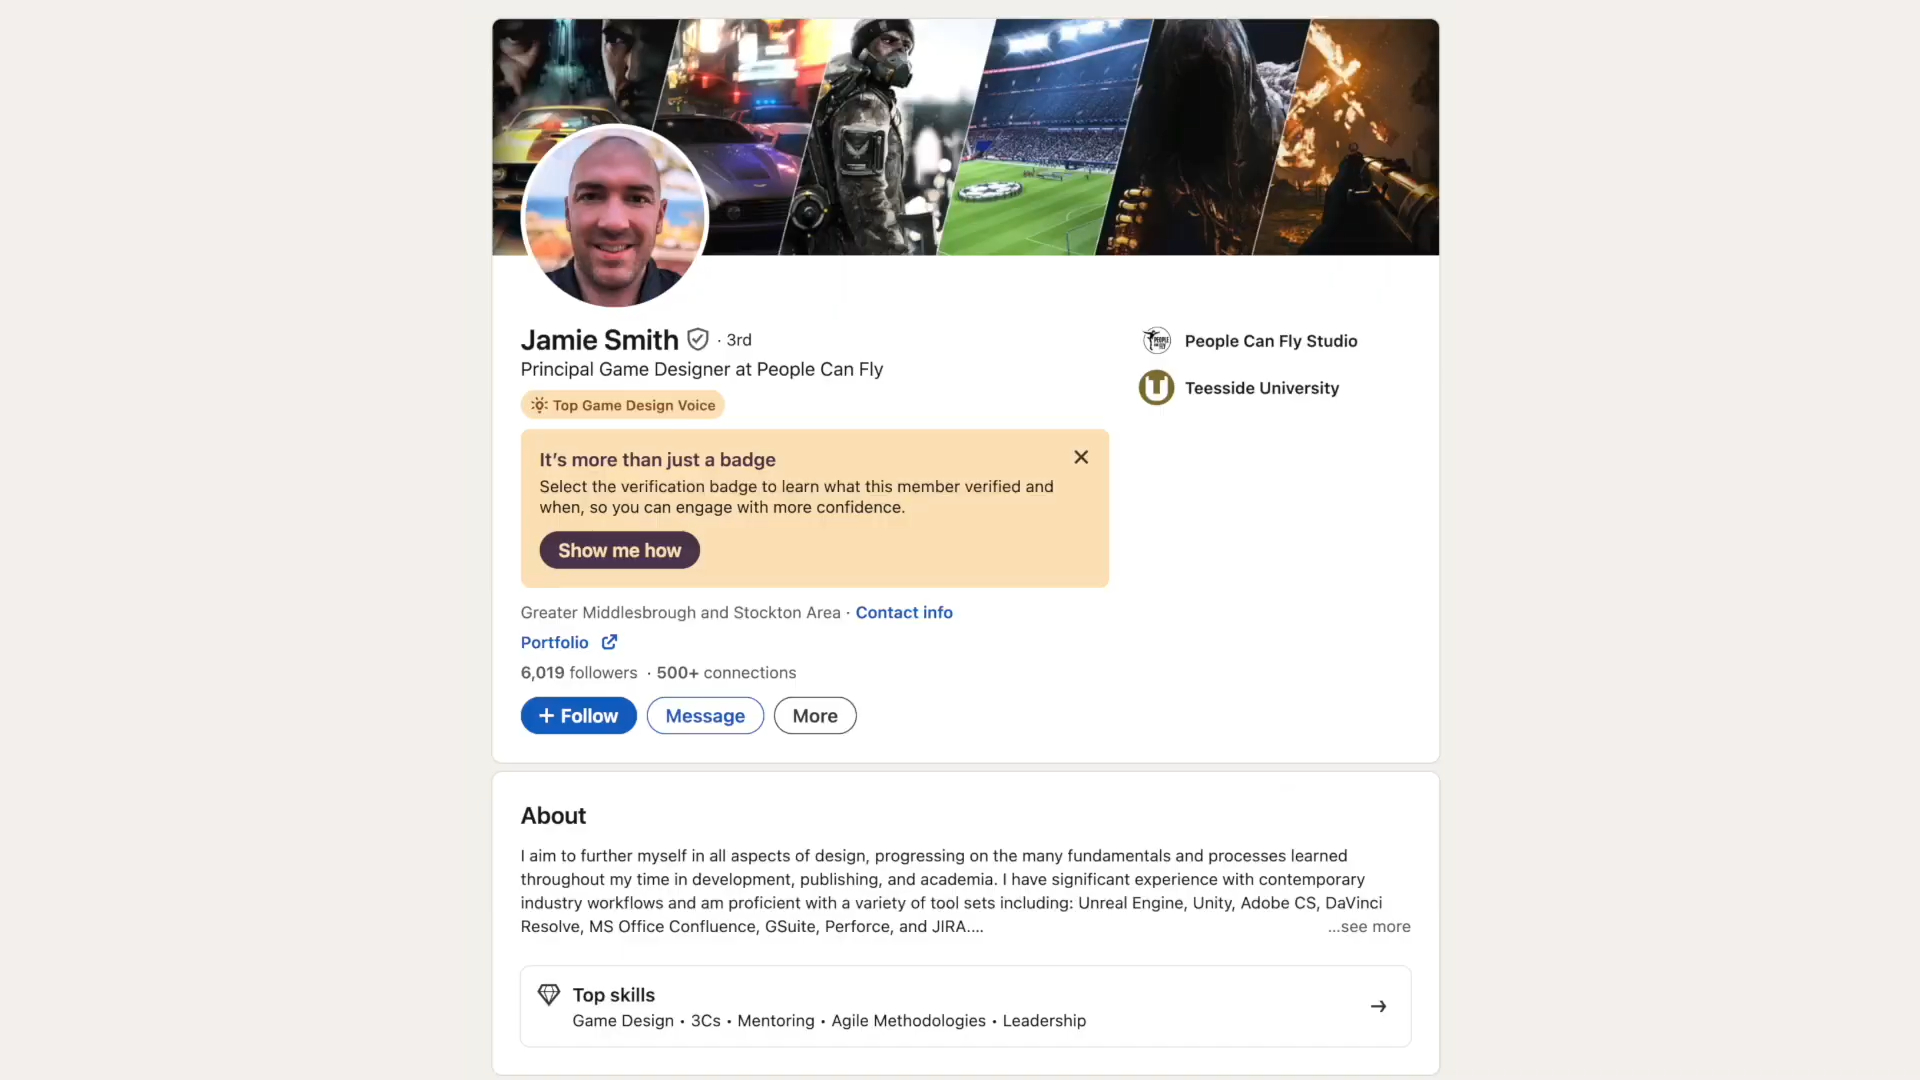 Jamie Smith · 3rd
Principal Game Designer at People Can Fly
Top Game Design Voice
It’s more than just a badge
Select the verification badge to learn what this member verified and
when, so you can engage with more confidence.
Show me how
Greater Middlesbrough and Stockton Area · Contact info
Portfolio
6,019 followers · 500+ connections
+ Follow
Message
More
PEOPLE CAN FLY
People Can Fly Studio
Teesside University
About
I aim to further myself in all aspects of design, progressing on the many fundamentals and processes learned
throughout my time in development, publishing, and academia. I have significant experience with contemporary
industry workflows and am proficient with a variety of tool sets including: Unreal Engine, Unity, Adobe CS, DaVinci
Resolve, MS Office Confluence, GSuite, Perforce, and JIRA....
...see more
Top skills
Game Design • 3Cs • Mentoring • Agile Methodologies • Leadership